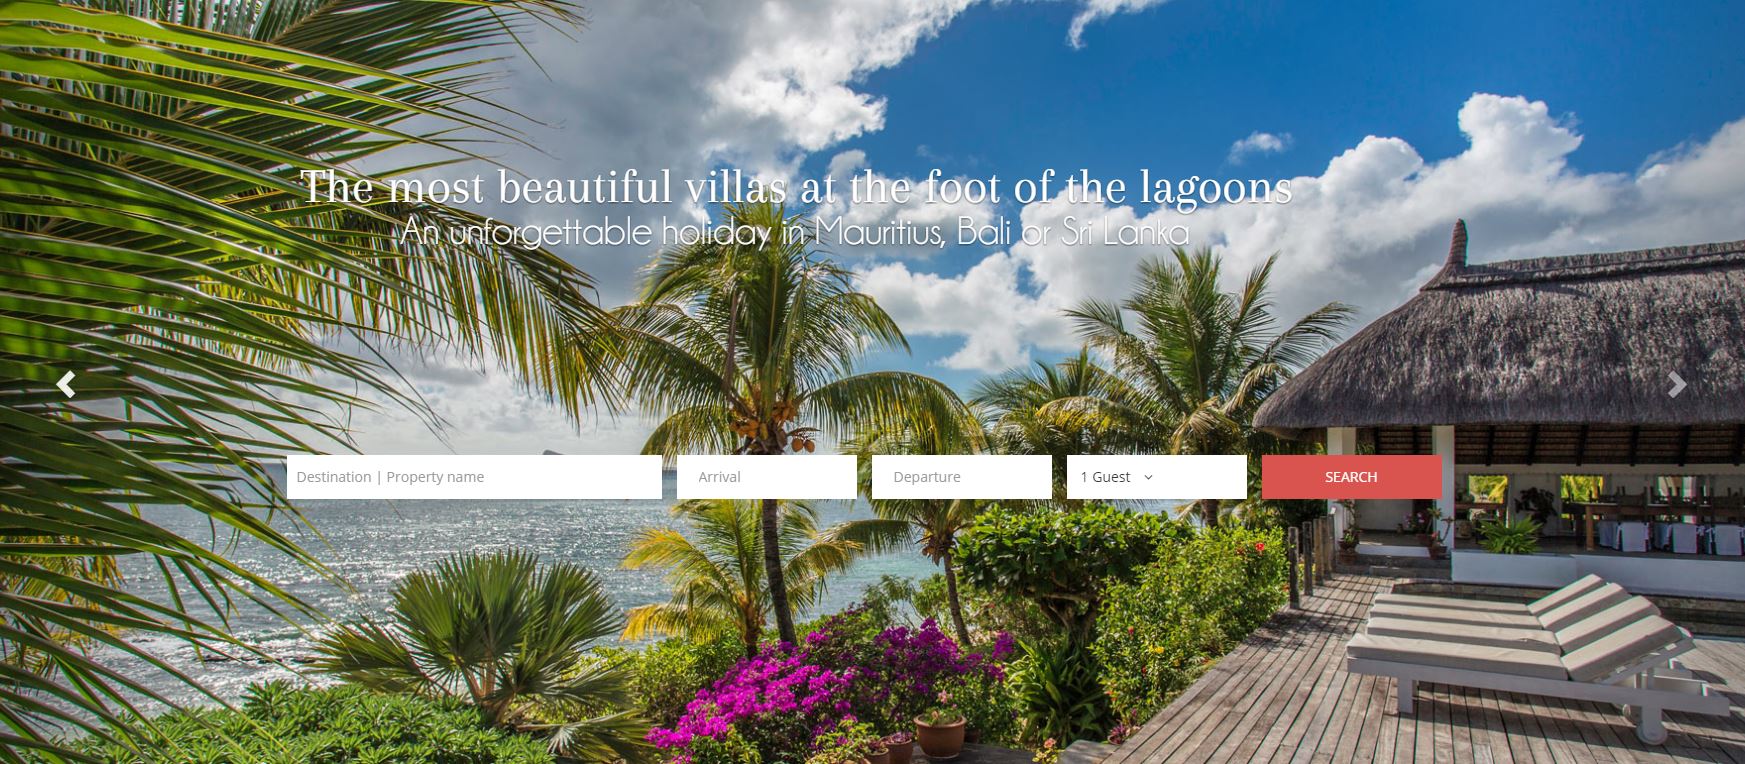 The most beautiful villas at the foot of the lagoons
An unforgettable holiday in Mauritius, Bali or Sri Lanka
Destination | Property name
Arrival
Departure
1 Guest
SEARCH